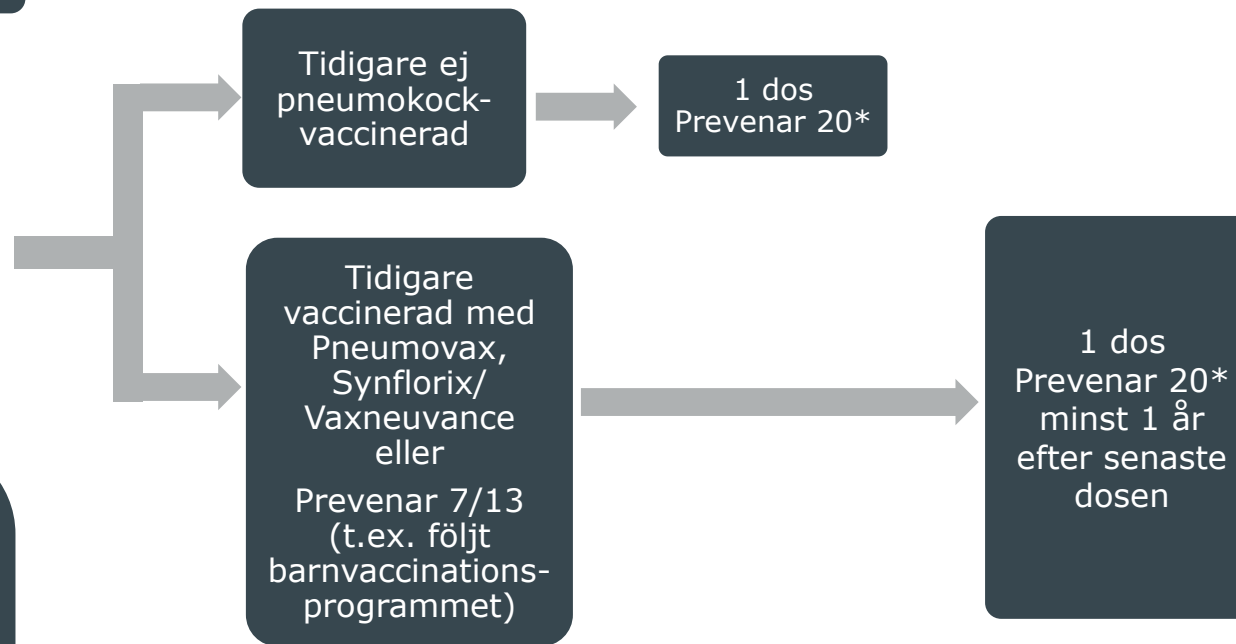 Tidigare ej
pneumokock-
vaccinerad
1 dos
Prevenar 20*
Tidigare
vaccinerad med
Pneumovax,
Synflorix/
Vaxneuvance
eller
Prevenar 7/13
(t.ex. följt
barnvaccinations-
programmet)
1 dos
Prevenar 20*
minst 1 år
efter senaste
dosen